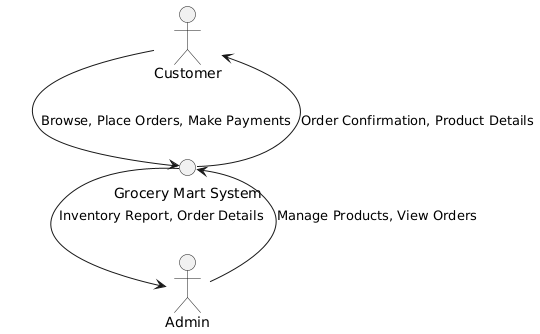 Customer
Browse, Place Orders, Make Payments
Order Confirmation, Product Details
Grocery Mart System
Inventory Report, Order Details
Manage Products, View Orders
Admin